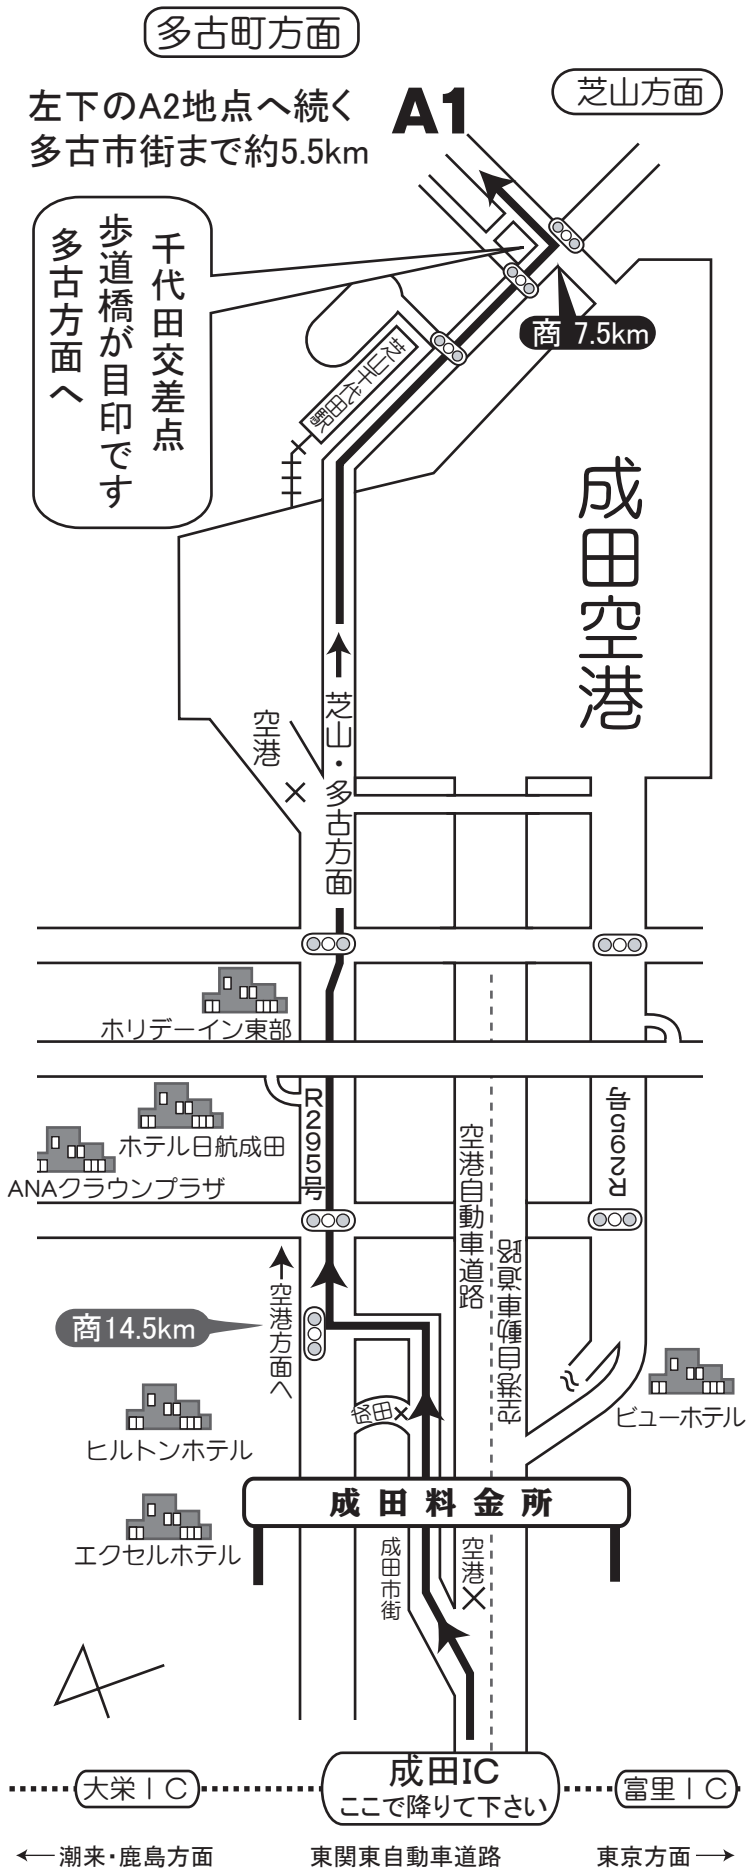 多古町方面
左下のA2地点へ続く
多古市街まで約5.5km
A1
芝山方面
千代田交差点
歩道橋が目印です
多古方面へ
商 7.5km
芝山千代田駅
成田空港
芝山・多古方面
空港
ホリデーイン東部
ホテル日航成田
ANAクラウンプラザ
R295号
R295号
空港自動車道路
空港自動車道路
商14.5km
空港方面へ
成田
ヒルトンホテル
ビューホテル
エクセルホテル
成田料金所
成田市街
空港
成田IC
ここで降りて下さい
大栄IC
富里IC
←潮来・鹿島方面
東関東自動車道路
東京方面→